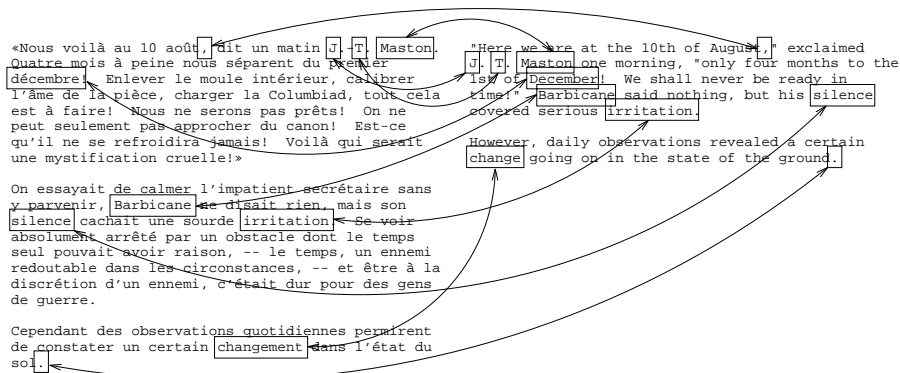 «Nous voilà au 10 août, dit un matin J.-T. Maston.
Quatre mois à peine nous séparent du premier
décembre! Enlever le moule intérieur, calibrer
l'âme de la pièce, charger la Columbiad, tout cela
est à faire! Nous ne serons pas prêts! On ne
peut seulement pas approcher du canon! Est-ce
qu'il ne se refroidira jamais! Voilà qui serait
une mystification cruelle!»
On essayait de calmer l'impatient secrétaire sans
y parvenir, Barbicane ne disait rien, mais son
silence cachait une sourde irritation. Se voir
absolument arrêté par un obstacle dont le temps
seul pouvait avoir raison, -- le temps, un ennemi
redoutable dans les circonstances, -- et être à la
discrétion d'un ennemi, c'était dur pour des gens
de guerre.
Cependant des observations quotidiennes permirent
de constater un certain changement dans l'état du
sol.
"Here we are at the 10th of August," exclaimed
J. T. Maston one morning, "only four months to the
1st of December! We shall never be ready in
time!" Barbicane said nothing, but his silence
covered serious irritation.
However, daily observations revealed a certain
change going on in the state of the ground.